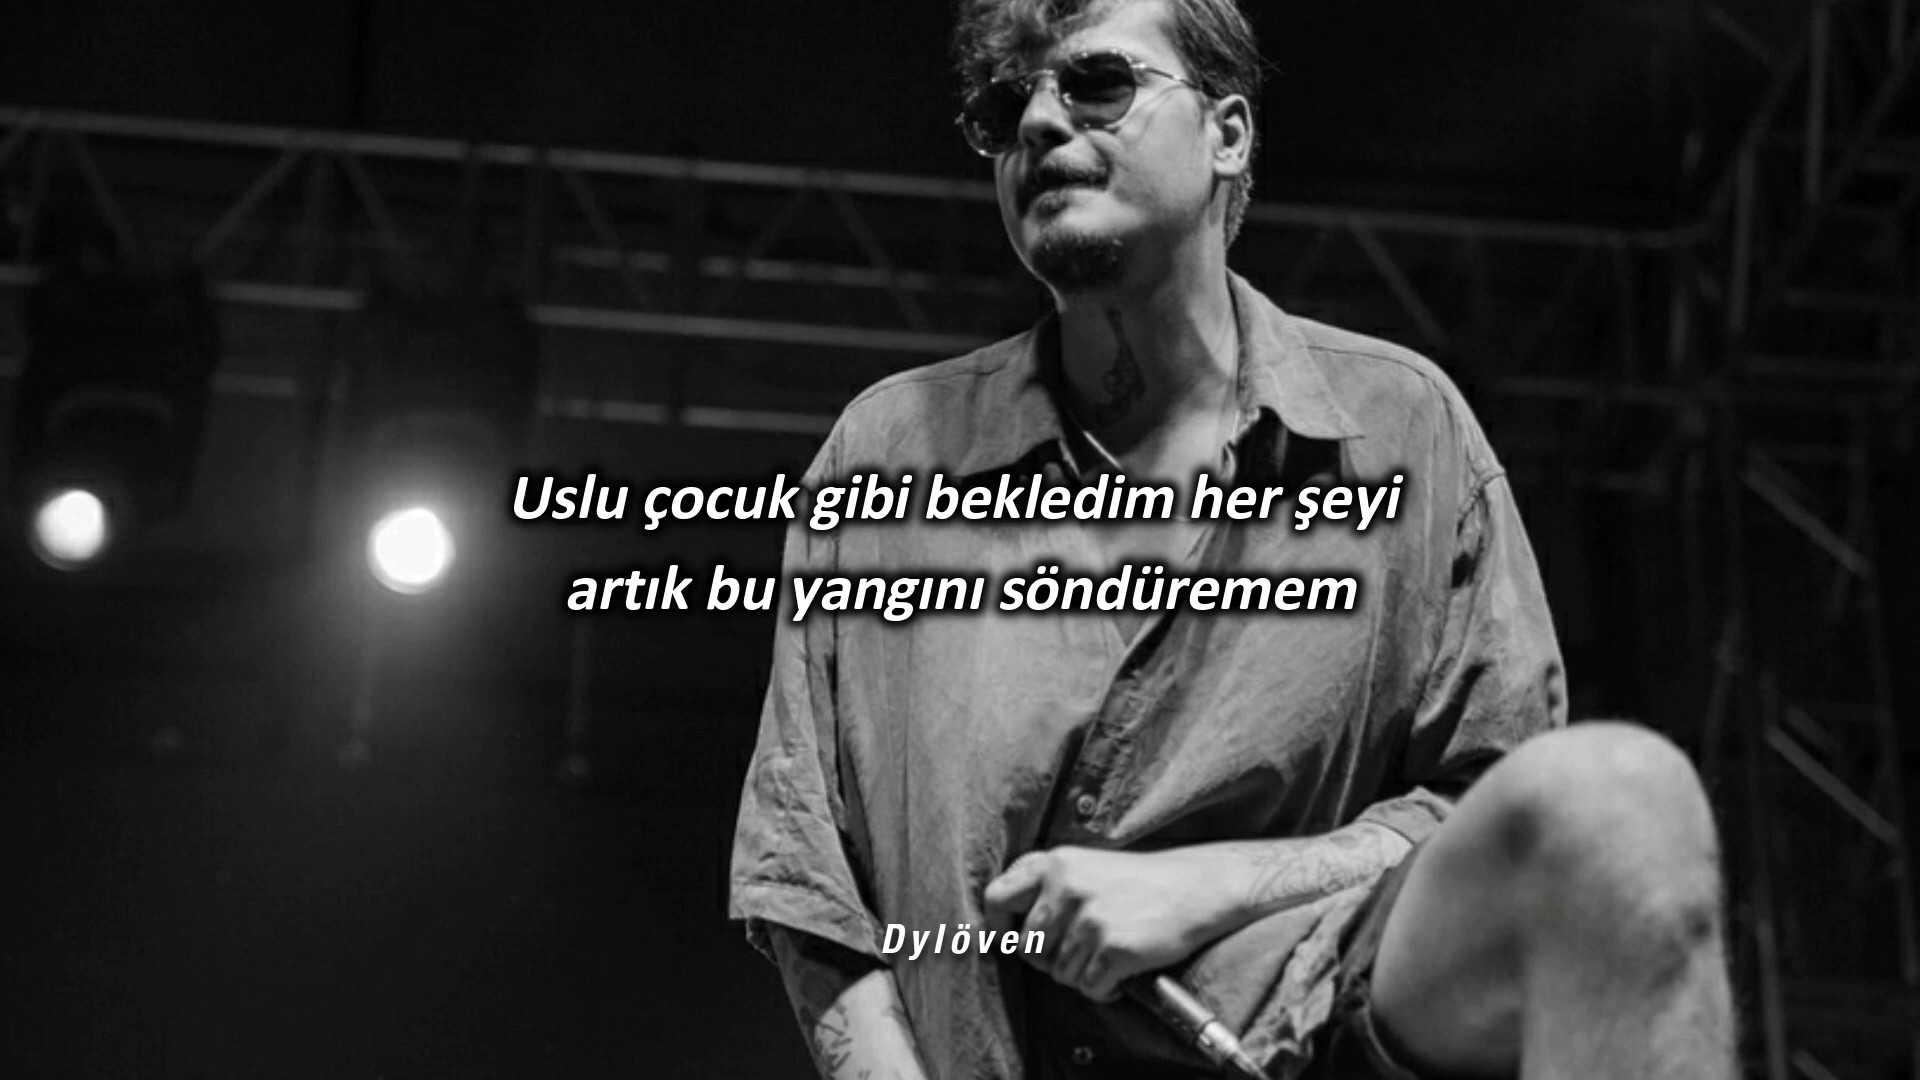 Uslu çocuk gibi bekledim her şeyi
artık bu yangını söndüremem
Dylöven